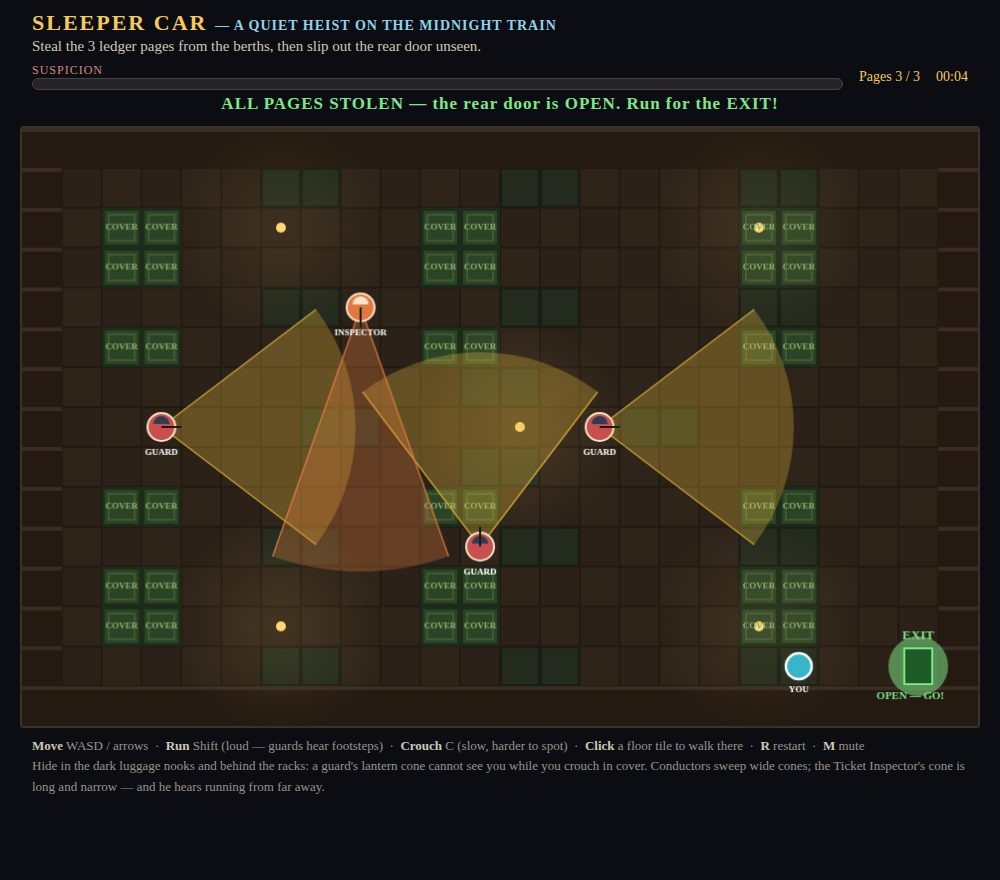 SLEEPER CAR — A QUIET HEIST ON THE MIDNIGHT TRAIN
Steal the 3 ledger pages from the berths, then slip out the rear door unseen.
SUSPICION
Pages 3 / 3 00:04
ALL PAGES STOLEN — the rear door is OPEN. Run for the EXIT!
COVER COVER COVER COVER COVER COVER
COVER COVER COVER COVER COVER COVER
INSPECTOR
COVER COVER COVER COVER COVER COVER
GUARD GUARD
COVER COVER COVER COVER COVER COVER
GUARD
COVER COVER COVER COVER COVER COVER
COVER COVER COVER COVER COVER COVER
EXIT
YOU
OPEN — GO!
Move WASD / arrows · Run Shift (loud — guards hear footsteps) · Crouch C (slow, harder to spot) · Click a floor tile to walk there · R restart · M mute
Hide in the dark luggage nooks and behind the racks: a guard's lantern cone cannot see you while you crouch in cover. Conductors sweep wide cones; the Ticket Inspector's cone is
long and narrow — and he hears running from far away.